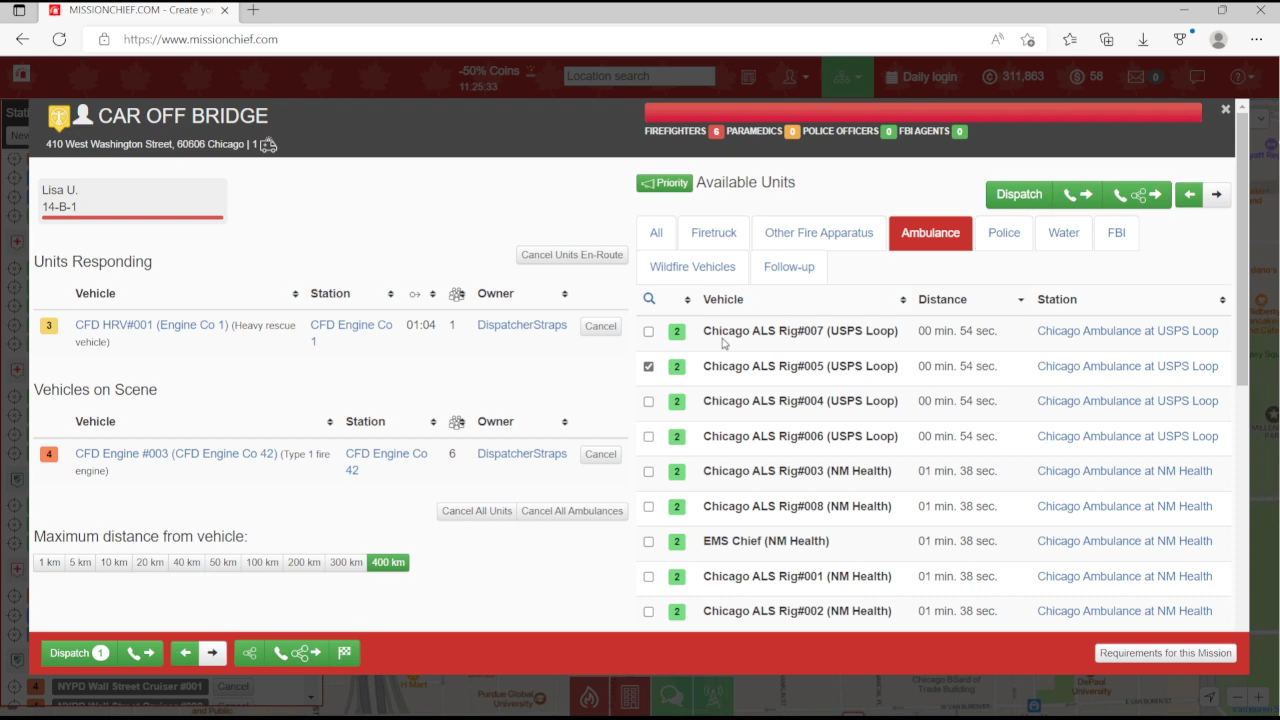 MISSIONCHIEF.COM - Create yo
https://www.missionchief.com
-50% Coins
11:25:33
Location search
Daily login
311,863
58
0
CAR OFF BRIDGE
410 West Washington Street, 60606 Chicago | 1
FIREFIGHTERS 6 PARAMEDICS 0 POLICE OFFICERS 0 FBI AGENTS 0
Lisa U.
14-B-1
Priority Available Units
Dispatch
All Firetruck Other Fire Apparatus Ambulance Police Water FBI
Wildfire Vehicles Follow-up
Units Responding
Cancel Units En-Route
Vehicle Station Owner
3 CFD HRV#001 (Engine Co 1) (Heavy rescue vehicle) CFD Engine Co 1 01:04 1 DispatcherStraps Cancel
Vehicles on Scene
Vehicle Station Owner
4 CFD Engine #003 (CFD Engine Co 42) (Type 1 fire engine) CFD Engine Co 42 6 DispatcherStraps Cancel
Cancel All Units Cancel All Ambulances
Maximum distance from vehicle:
1 km 5 km 10 km 20 km 40 km 50 km 100 km 200 km 300 km 400 km
Vehicle Distance Station
2 Chicago ALS Rig#007 (USPS Loop) 00 min. 54 sec. Chicago Ambulance at USPS Loop
2 Chicago ALS Rig#005 (USPS Loop) 00 min. 54 sec. Chicago Ambulance at USPS Loop
2 Chicago ALS Rig#004 (USPS Loop) 00 min. 54 sec. Chicago Ambulance at USPS Loop
2 Chicago ALS Rig#006 (USPS Loop) 00 min. 54 sec. Chicago Ambulance at USPS Loop
2 Chicago ALS Rig#003 (NM Health) 01 min. 38 sec. Chicago Ambulance at NM Health
2 Chicago ALS Rig#008 (NM Health) 01 min. 38 sec. Chicago Ambulance at NM Health
2 EMS Chief (NM Health) 01 min. 38 sec. Chicago Ambulance at NM Health
2 Chicago ALS Rig#001 (NM Health) 01 min. 38 sec. Chicago Ambulance at NM Health
2 Chicago ALS Rig#002 (NM Health) 01 min. 38 sec. Chicago Ambulance at NM Health
Dispatch 1
Requirements for this Mission
4 NYPD Wall Street Cruiser #001 Cancel
H Mart
Purdue Global University
Chicago Board of Trade Building
DePaul University